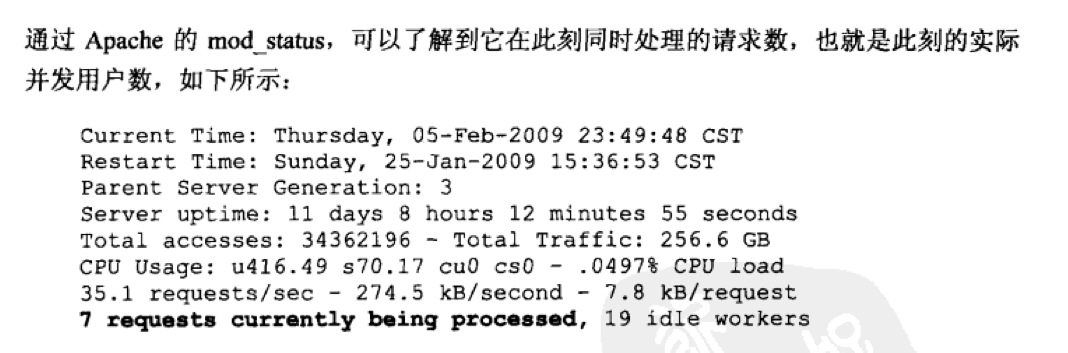 通过 Apache 的 mod_status，可以了解到它在此刻同时处理的请求数，也就是此刻的实际
并发用户数，如下所示：
Current Time: Thursday, 05-Feb-2009 23:49:48 CST
Restart Time: Sunday, 25-Jan-2009 15:36:53 CST
Parent Server Generation: 3
Server uptime: 11 days 8 hours 12 minutes 55 seconds
Total accesses: 34362196 - Total Traffic: 256.6 GB
CPU Usage: u416.49 s70.17 cu0 cs0 - .0497% CPU load
35.1 requests/sec - 274.5 kB/second - 7.8 kB/request
7 requests currently being processed, 19 idle workers